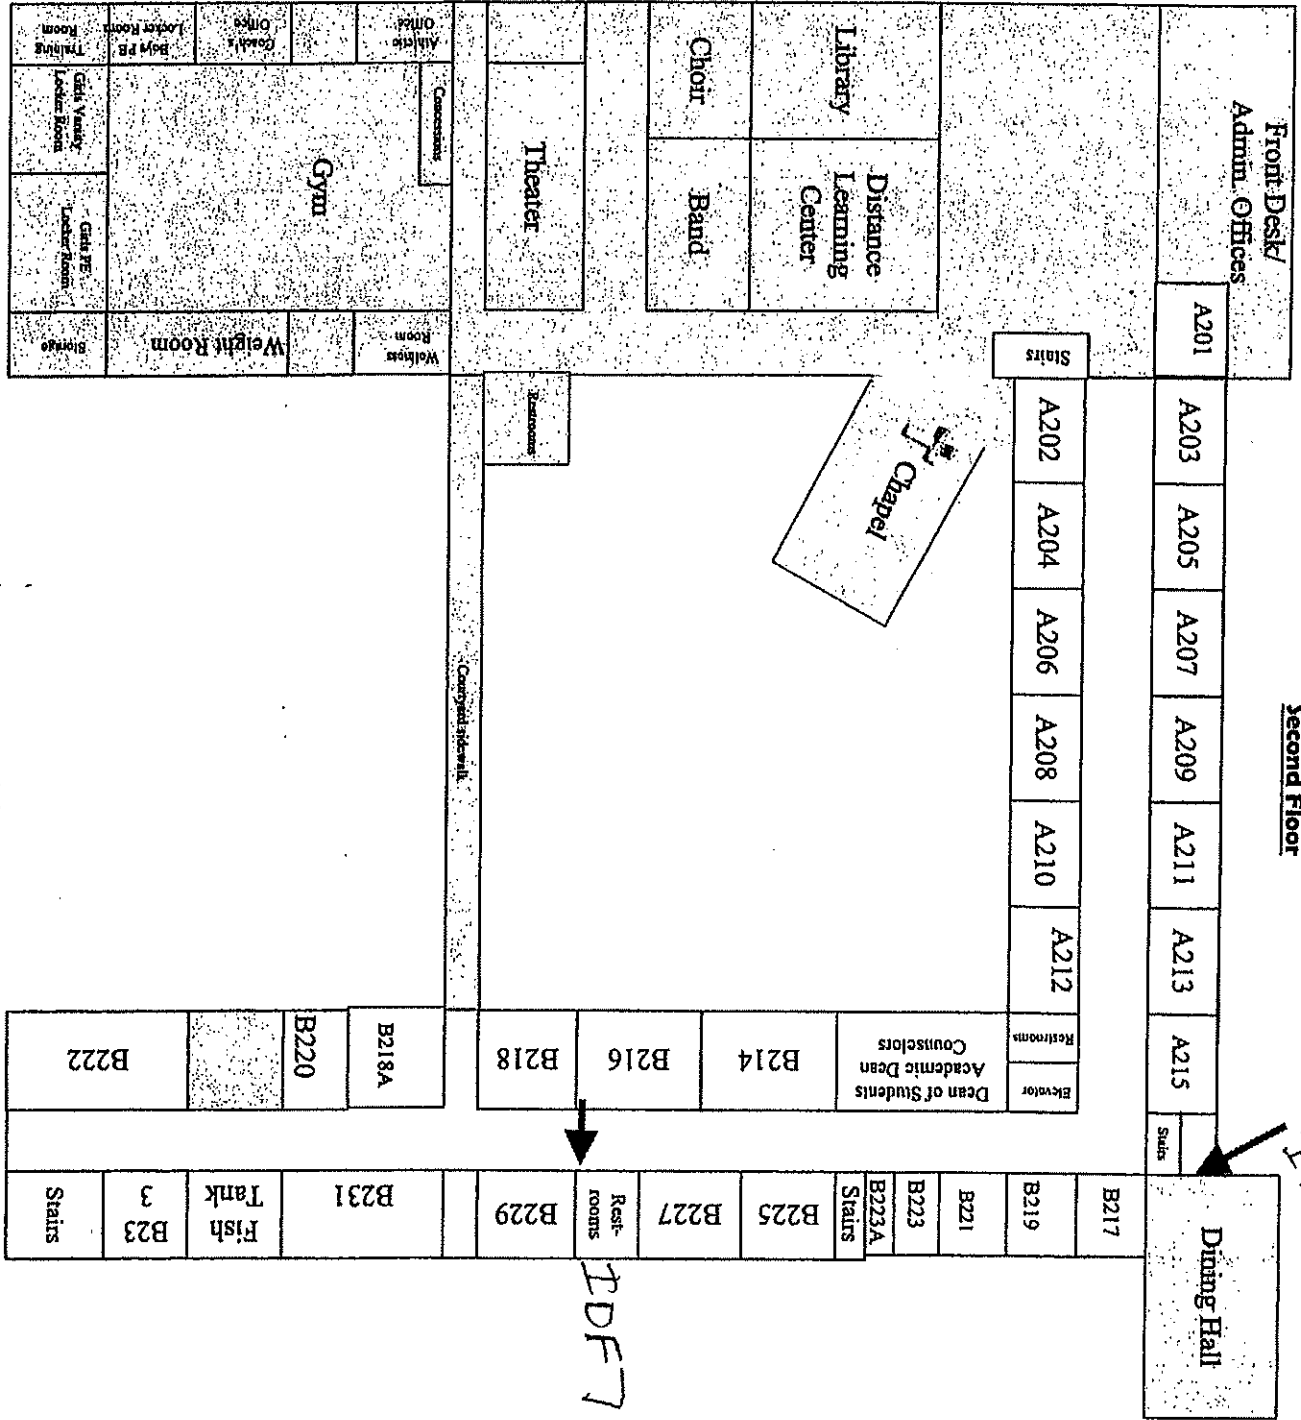 Second Floor
Front Desk/
Admin. Offices
A201
A203
A205
A207
A209
A211
A213
A215
Stairs
Dining Hall
Stairs
A202
A204
A206
A208
A210
A212
Restrooms
Elevator
Library
Distance
Learning
Center
Choir
Band
Chapel
Theater
Restrooms
Courtyard sidewalk
Athletic
Office
Coach's
Office
Boys PE
Locker Room
Training
Room
Concessions
Gym
Girls Varsity
Locker Room
Girls PE
Locker Room
Wellness
Room
Weight Room
Storage
Dean of Students
Academic Dean
Counselors
B214
B216
B218
B218A
B220
B222
B217
B219
B221
B223
B223A
Stairs
B225
B227
Rest-
rooms
B229
B231
Fish
Tank
B23
3
Stairs
IDF7